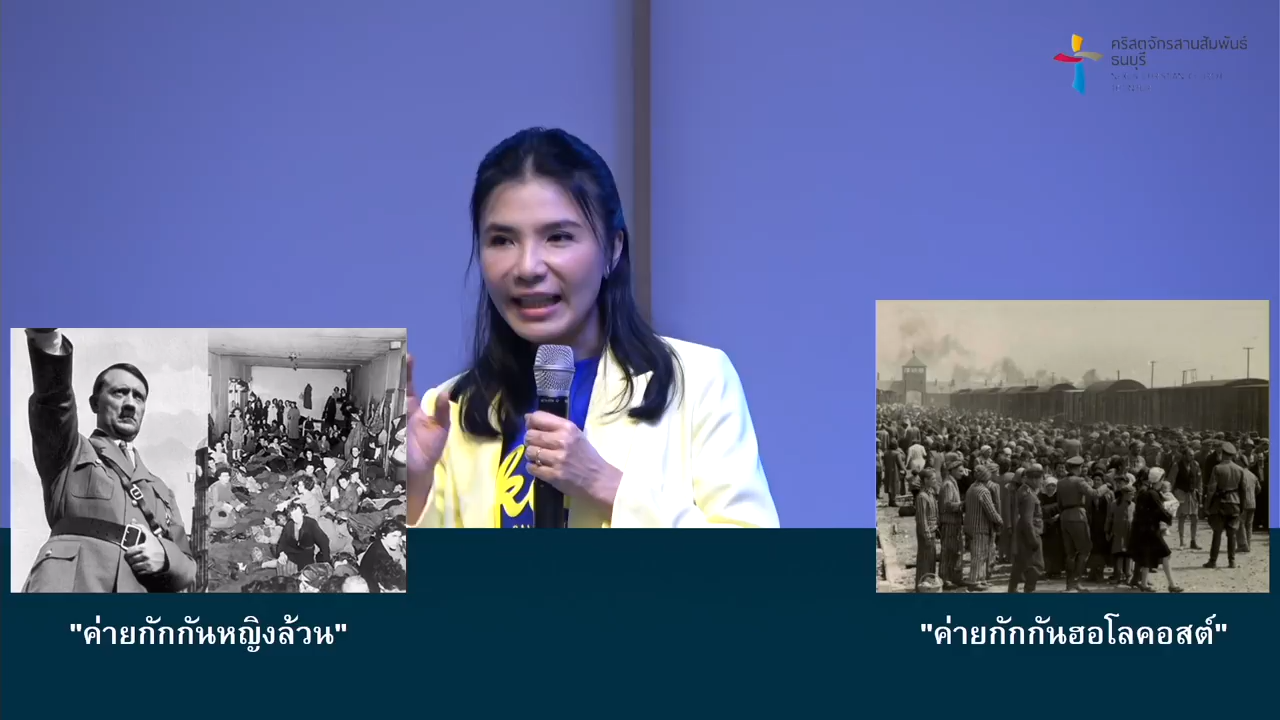 คริสตจักรสานสัมพันธ์
ธนบุรี
"ค่ายกักกันหญิงล้วน"
"ค่ายกักกันฮอโลคอสต์"